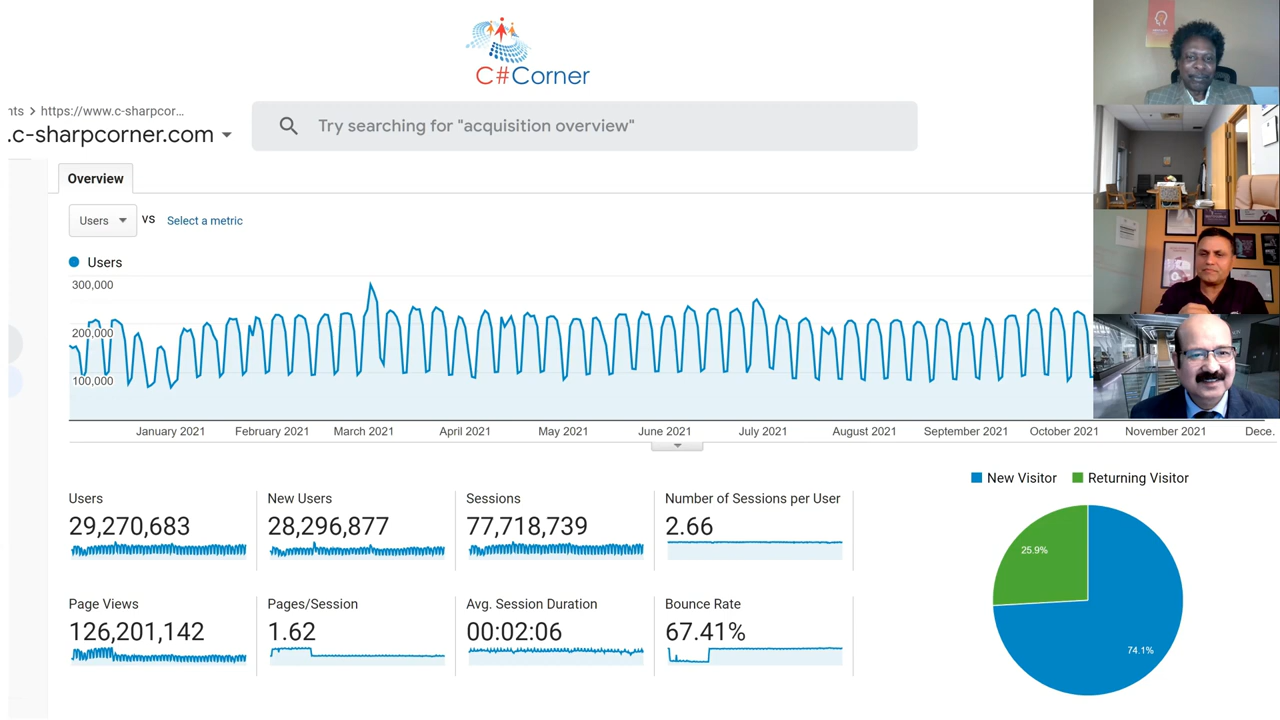 C#Corner
nts > https://www.c-sharpcor...
.c-sharpcorner.com
Try searching for "acquisition overview"
Overview
Users VS Select a metric
Users
300,000
200,000
100,000
January 2021 February 2021 March 2021 April 2021 May 2021 June 2021 July 2021 August 2021 September 2021 October 2021 November 2021 Dece.
New Visitor Returning Visitor
Users
29,270,683
New Users
28,296,877
Sessions
77,718,739
Number of Sessions per User
2.66
Page Views
126,201,142
Pages/Session
1.62
Avg. Session Duration
00:02:06
Bounce Rate
67.41%
25.9%
74.1%